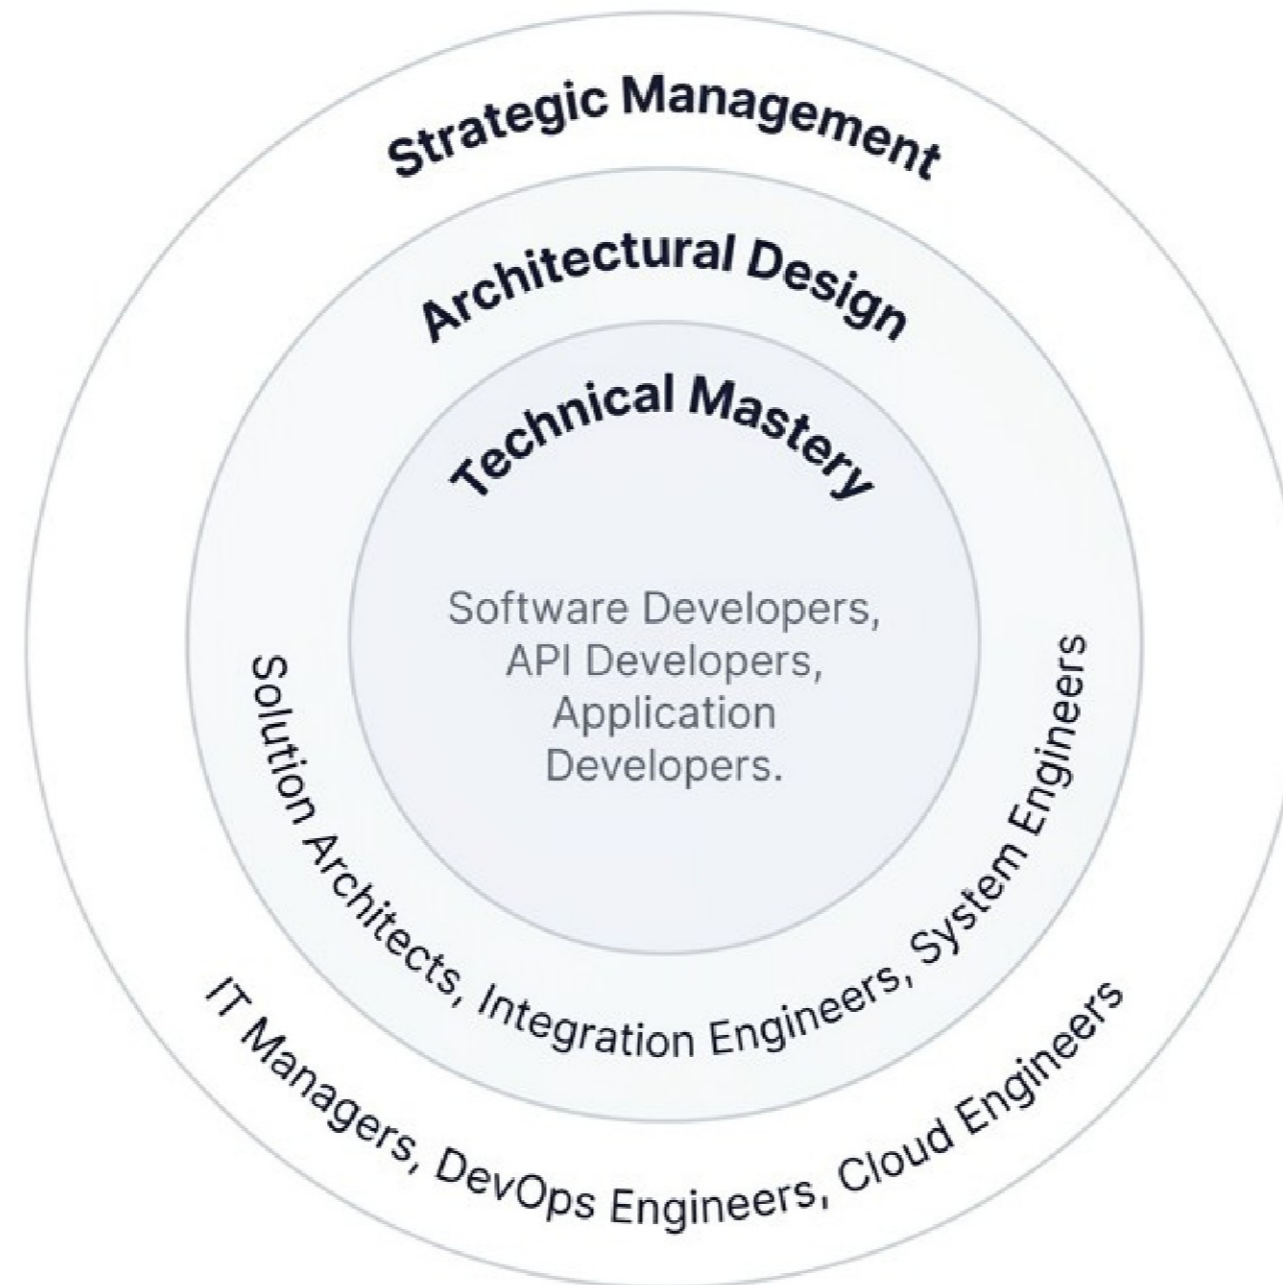 Strategic Management
Architectural Design
Technical Mastery
Software Developers,
API Developers,
Application
Developers.
Solution Architects, Integration Engineers, System Engineers
IT Managers, DevOps Engineers, Cloud Engineers